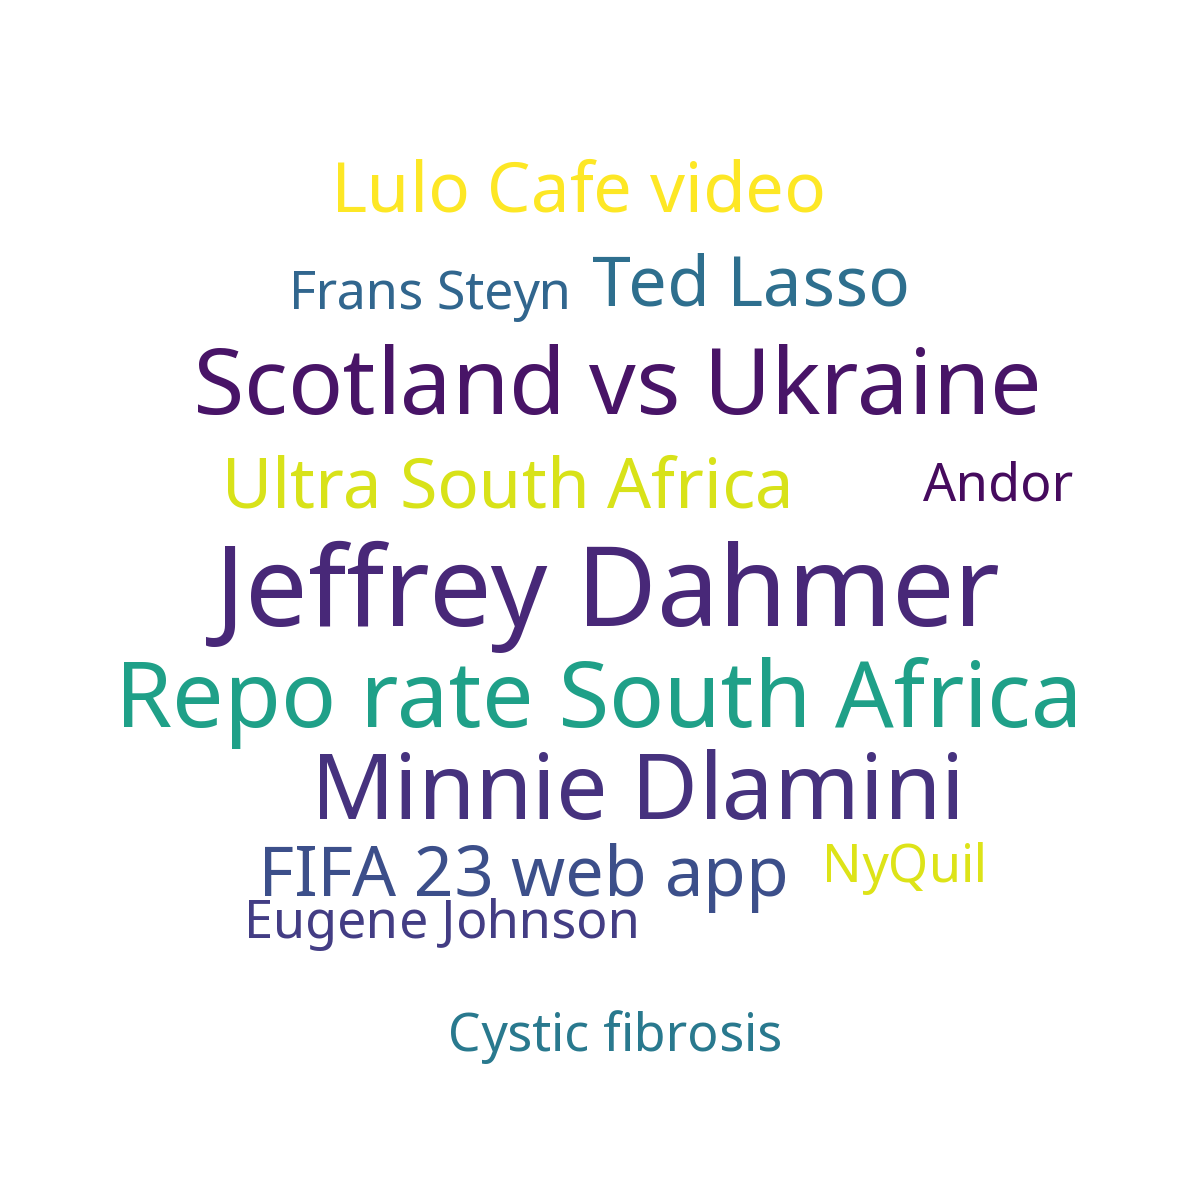 Lulo Cafe video
Frans Steyn
Ted Lasso
Scotland vs Ukraine
Ultra South Africa
Andor
Jeffrey Dahmer
Repo rate South Africa
Minnie Dlamini
FIFA 23 web app
NyQuil
Eugene Johnson
Cystic fibrosis